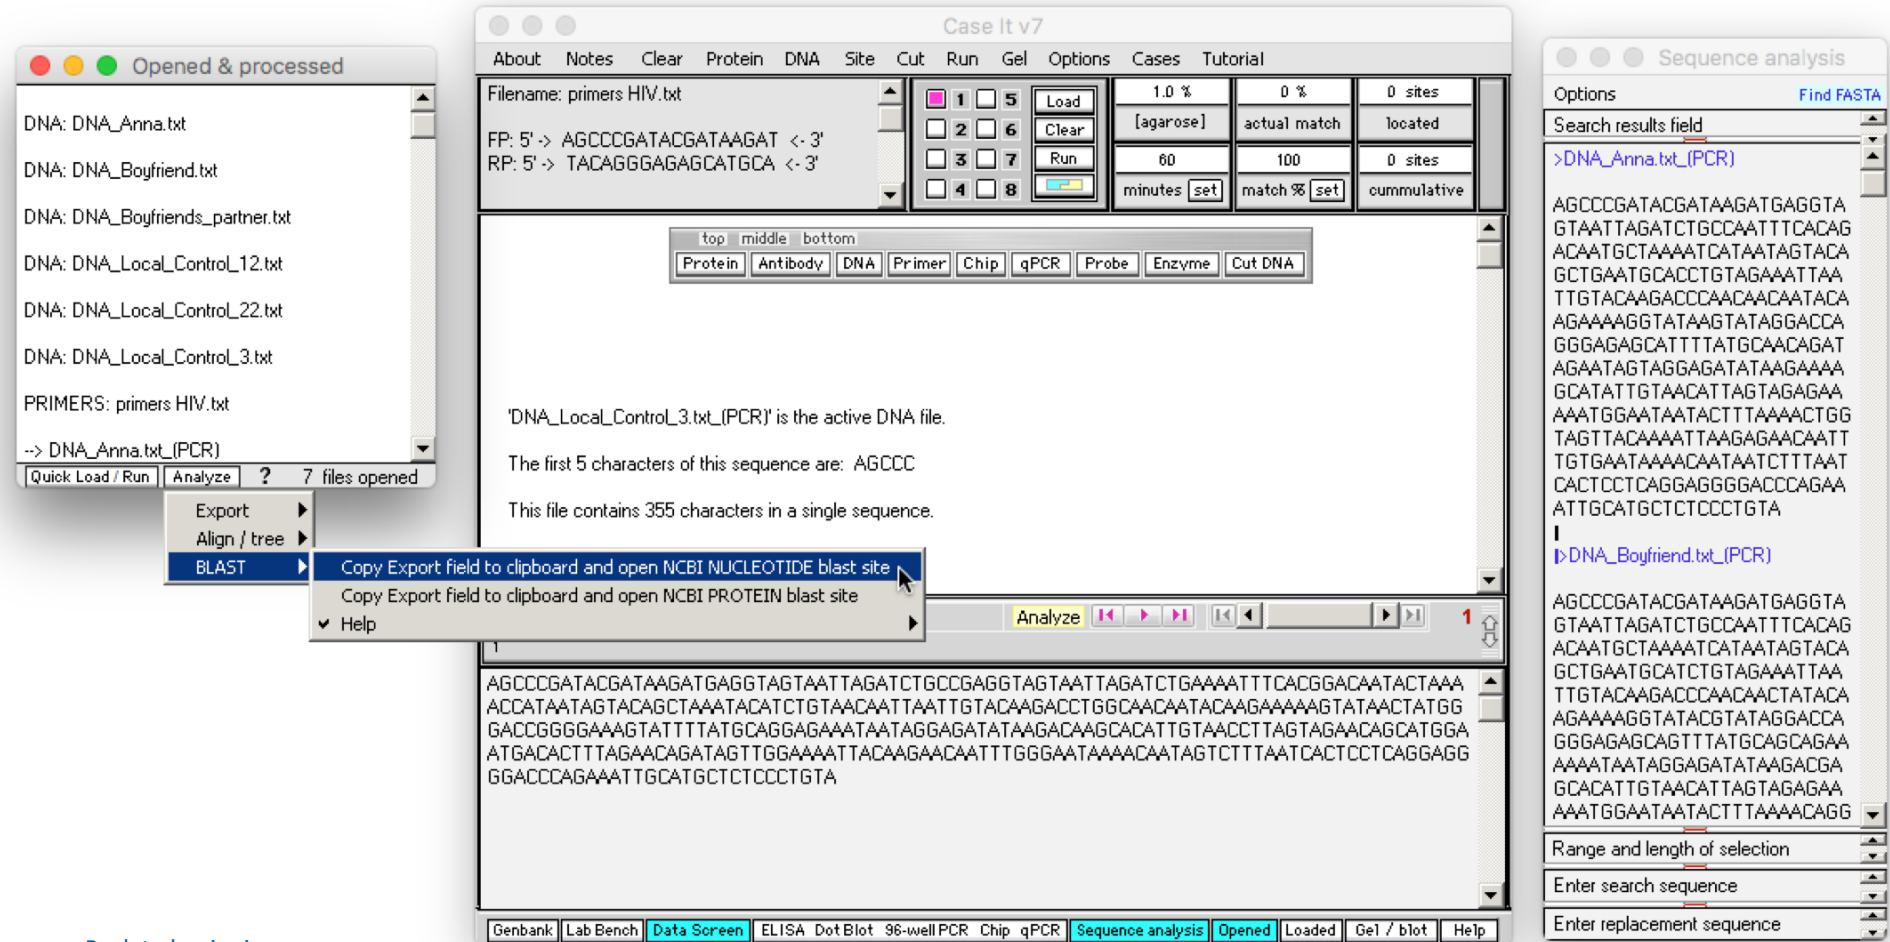 Opened & processed
DNA: DNA_Anna.txt
DNA: DNA_Boyfriend.txt
DNA: DNA_Boyfriends_partner.txt
DNA: DNA_Local_Control_12.txt
DNA: DNA_Local_Control_22.txt
DNA: DNA_Local_Control_3.txt
PRIMERS: primers HIV.txt
--> DNA_Anna.txt_(PCR)
Quick Load / Run Analyze ? 7 files opened
Export
Align / tree
BLAST
Copy Export field to clipboard and open NCBI NUCLEOTIDE blast site
Copy Export field to clipboard and open NCBI PROTEIN blast site
Help
Case It v7
About Notes Clear Protein DNA Site Cut Run Gel Options Cases Tutorial
Filename: primers HIV.txt
FP: 5' -> AGCCCGATACGATAAGAT <- 3'
RP: 5' -> TACAGGGAGAGCATGCA <- 3'
1 5 Load
2 6 Clear
3 7 Run
4 8
1.0 % 0 % 0 sites
[agarose] actual match located
60 100 0 sites
minutes set match % set cummulative
top middle bottom
Protein Antibody DNA Primer Chip qPCR Probe Enzyme Cut DNA
'DNA_Local_Control_3.txt_(PCR)' is the active DNA file.
The first 5 characters of this sequence are: AGCCC
This file contains 355 characters in a single sequence.
Analyze 1
1
AGCCCGATACGATAAGATGAGGTAGTAATTAGATCTGCCGAGGTAGTAATTAGATCTGAAAATTTCACGGACAATACTAAA
ACCATAATAGTACAGCTAAATACATCTGTAACAATTAATTGTACAAGACCTGGCAACAATACAAGAAAAAGTATAACTATGG
GACCGGGGAAAGTATTTTATGCAGGAGAAATAATAGGAGATATAAGACAAGCACATTGTAACCTTAGTAGAACAGCATGGA
ATGACACTTTAGAACAGATAGTTGGAAAATTACAAGAACAATTTGGGAATAAAACAATAGTCTTTAATCACTCCTCAGGAGG
GGACCCAGAAATTGCATGCTCTCCCTGTA
Genbank Lab Bench Data Screen ELISA Dot Blot 96-well PCR Chip qPCR Sequence analysis Opened Loaded Gel / blot Help
Sequence analysis
Options Find FASTA
Search results field
>DNA_Anna.txt_(PCR)
AGCCCGATACGATAAGATGAGGTA
GTAATTAGATCTGCCAATTTCACAG
ACAATGCTAAAATCATAATAGTACA
GCTGAATGCACCTGTAGAAATTAA
TTGTACAAGACCCAACAACAATACA
AGAAAAGGTATAAGTATAGGACCA
GGGAGAGCATTTTATGCAACAGAT
AGAATAGTAGGAGATATAAGAAAA
GCATATTGTAACATTAGTAGAGAA
AAATGGAATAATACTTTAAAACTGG
TAGTTACAAAATTAAGAGAACAATT
TGTGAATAAAACAATAATCTTTAAT
CACTCCTCAGGAGGGGACCCAGAA
ATTGCATGCTCTCCCTGTA
>DNA_Boyfriend.txt_(PCR)
AGCCCGATACGATAAGATGAGGTA
GTAATTAGATCTGCCAATTTCACAG
ACAATGCTAAAATCATAATAGTACA
GCTGAATGCATCTGTAGAAATTAA
TTGTACAAGACCCAACAACTATACA
AGAAAAGGTATACGTATAGGACCA
GGGAGAGCAGTTTATGCAGCAGAA
AAAATAATAGGAGATATAAGACGA
GCACATTGTAACATTAGTAGAGAA
AAATGGAATAATACTTTAAAACAGG
Range and length of selection
Enter search sequence
Enter replacement sequence